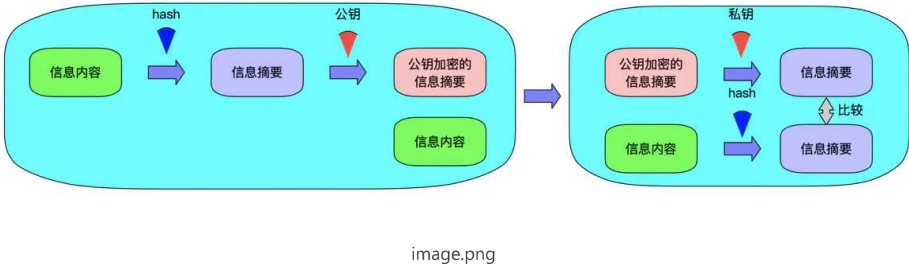 hash
公钥
信息内容
信息摘要
公钥加密的
信息摘要
信息内容
私钥
公钥加密的
信息摘要
信息摘要
hash
比较
信息内容
信息摘要
image.png